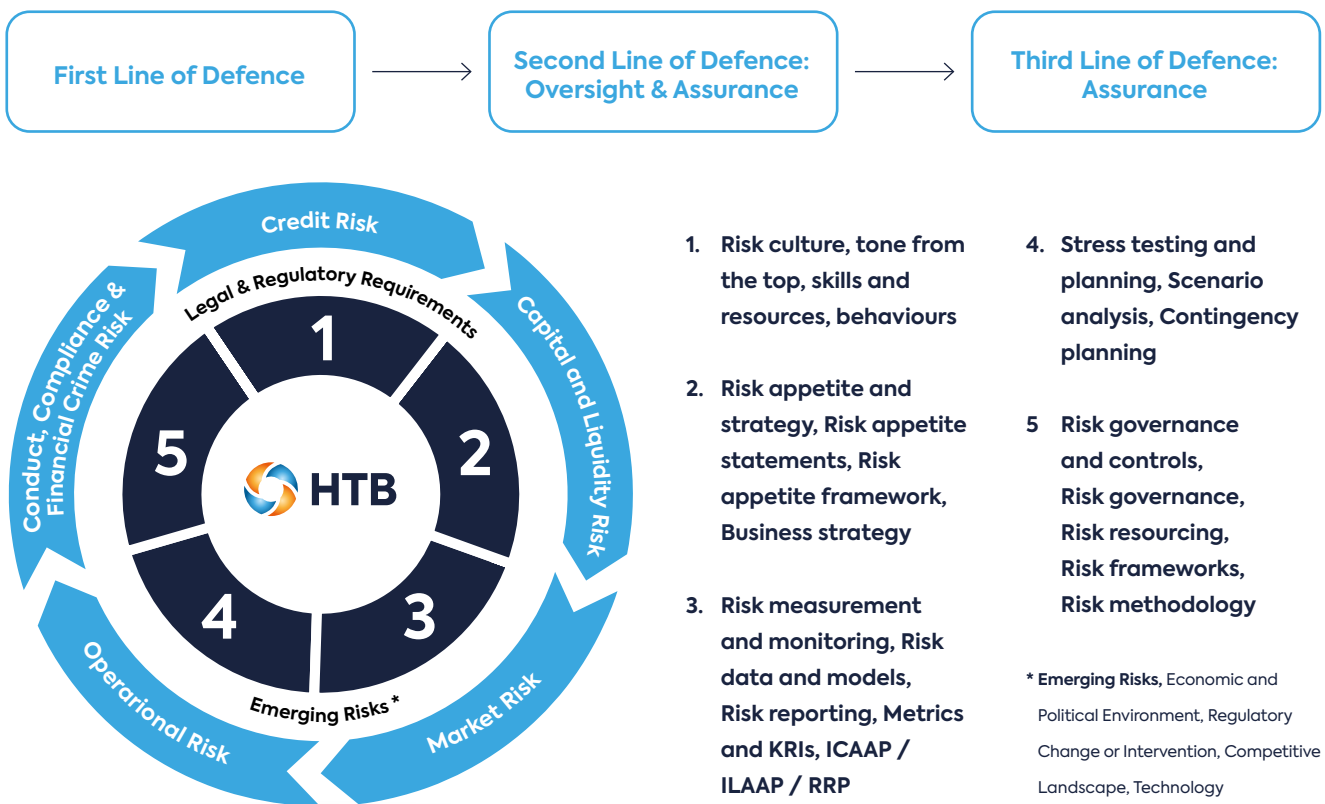 First Line of Defence
Second Line of Defence:
Oversight & Assurance
Third Line of Defence:
Assurance
Credit Risk
Capital and Liquidity Risk
Market Risk
Operarional Risk
Conduct, Compliance &
Financial Crime Risk
Legal & Regulatory Requirements
Emerging Risks *
1
2
3
4
5
HTB
1. Risk culture, tone from
the top, skills and
resources, behaviours
2. Risk appetite and
strategy, Risk appetite
statements, Risk
appetite framework,
Business strategy
3. Risk measurement
and monitoring, Risk
data and models,
Risk reporting, Metrics
and KRIs, ICAAP /
ILAAP / RRP
4. Stress testing and
planning, Scenario
analysis, Contingency
planning
5 Risk governance
and controls,
Risk governance,
Risk resourcing,
Risk frameworks,
Risk methodology
* Emerging Risks, Economic and
Political Environment, Regulatory
Change or Intervention, Competitive
Landscape, Technology